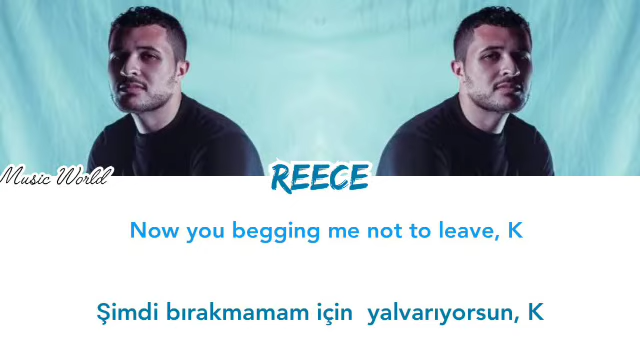 Music World
REECE
Now you begging me not to leave, K
Şimdi bırakmamam için yalvarıyorsun, K